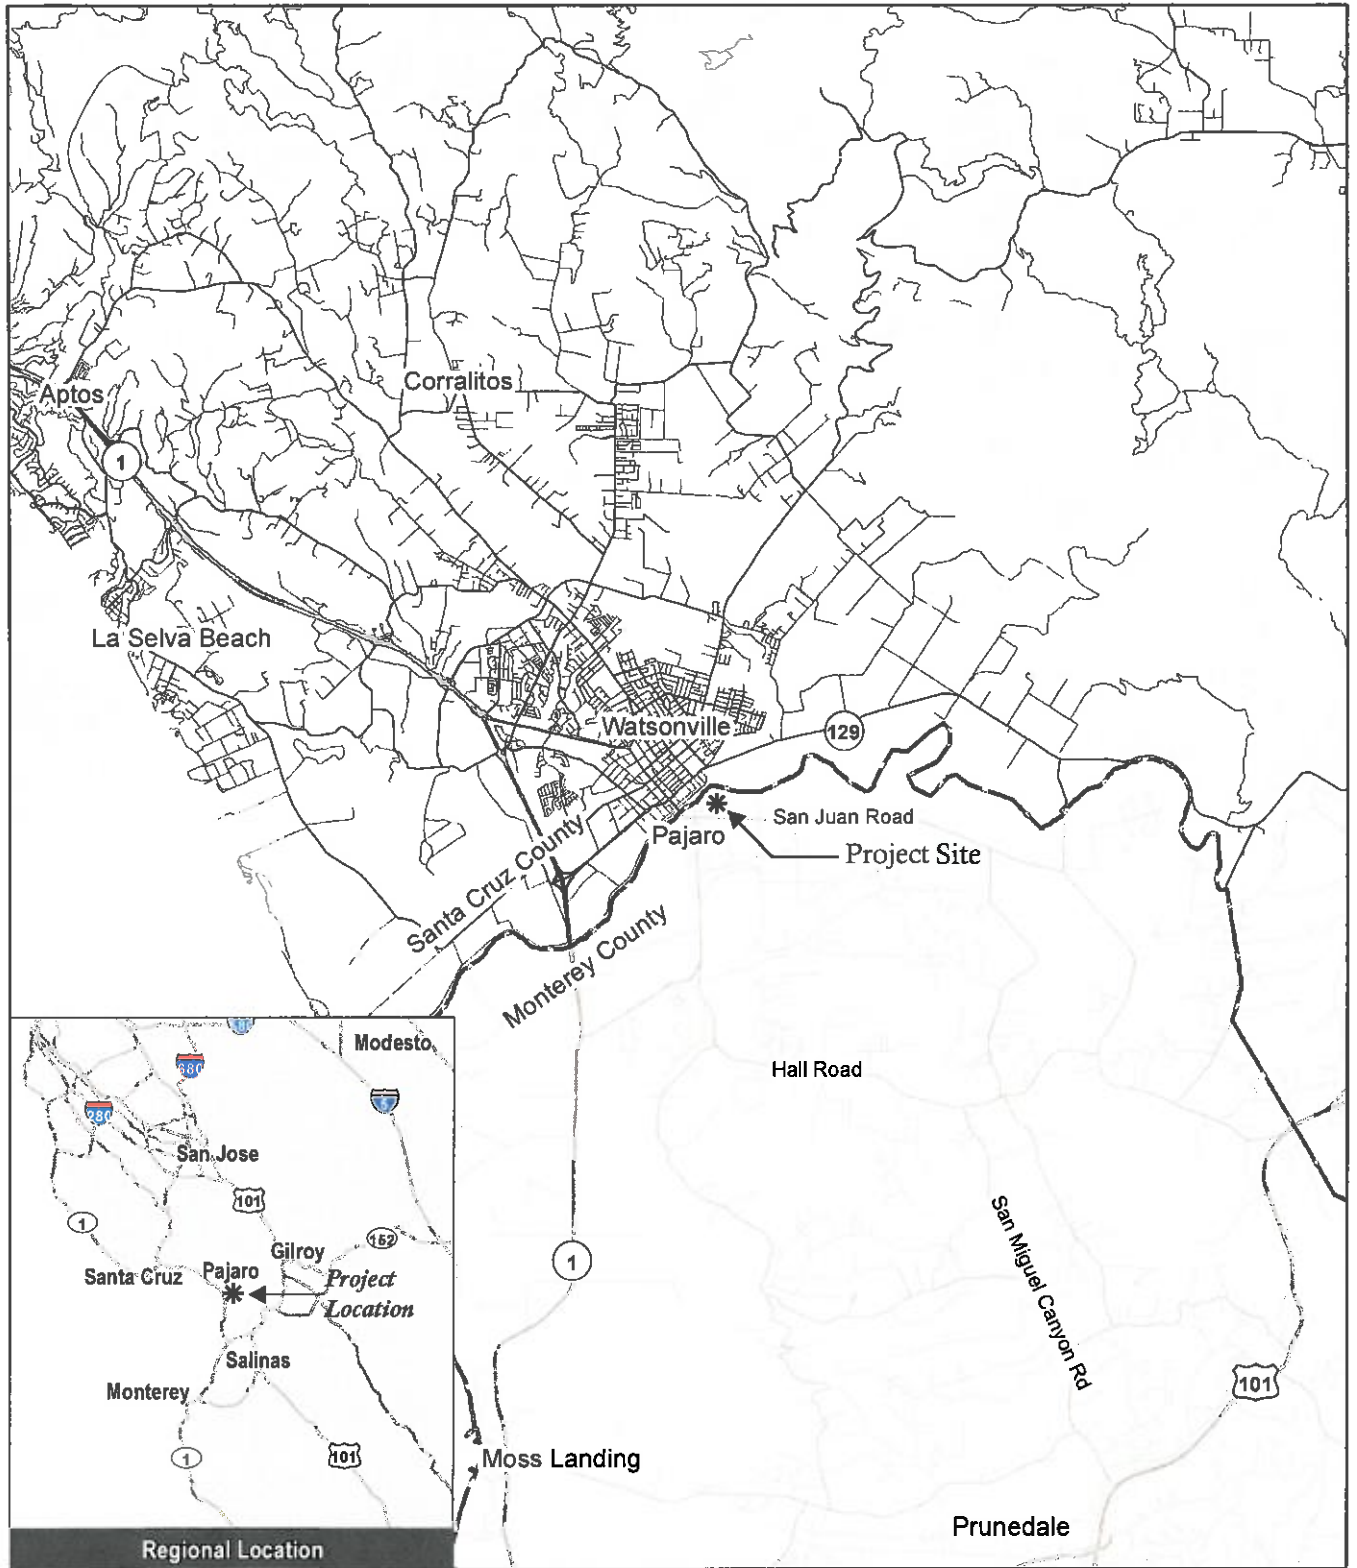 Corralitos
Aptos
1
La Selva Beach
Watsonville
129
San Juan Road
Pajaro
Project Site
Santa Cruz County
Monterey County
Hall Road
San Miguel Canyon Rd
1
101
Moss Landing
Prunedale
Modesto
680
5
280
San Jose
101
1
152
Gilroy
Santa Cruz
Pajaro
Project
Location
Salinas
Monterey
1
101
Regional Location